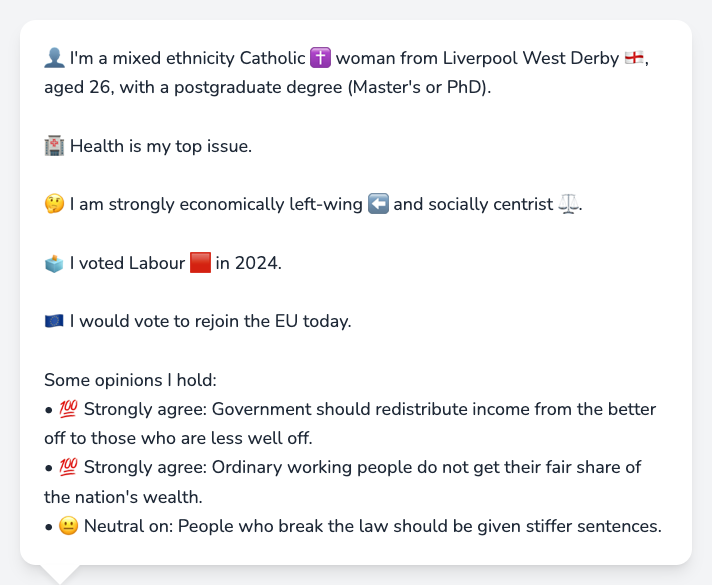 👤 I'm a mixed ethnicity Catholic ✝️ woman from Liverpool West Derby 🏴󠁧󠁢󠁥󠁮󠁧󠁿,
aged 26, with a postgraduate degree (Master's or PhD).
🏥 Health is my top issue.
🤔 I am strongly economically left-wing ⬅️ and socially centrist ⚖️.
🗳️ I voted Labour 🟥 in 2024.
🇪🇺 I would vote to rejoin the EU today.
Some opinions I hold:
• 💯 Strongly agree: Government should redistribute income from the better
off to those who are less well off.
• 💯 Strongly agree: Ordinary working people do not get their fair share of
the nation's wealth.
• 😐 Neutral on: People who break the law should be given stiffer sentences.